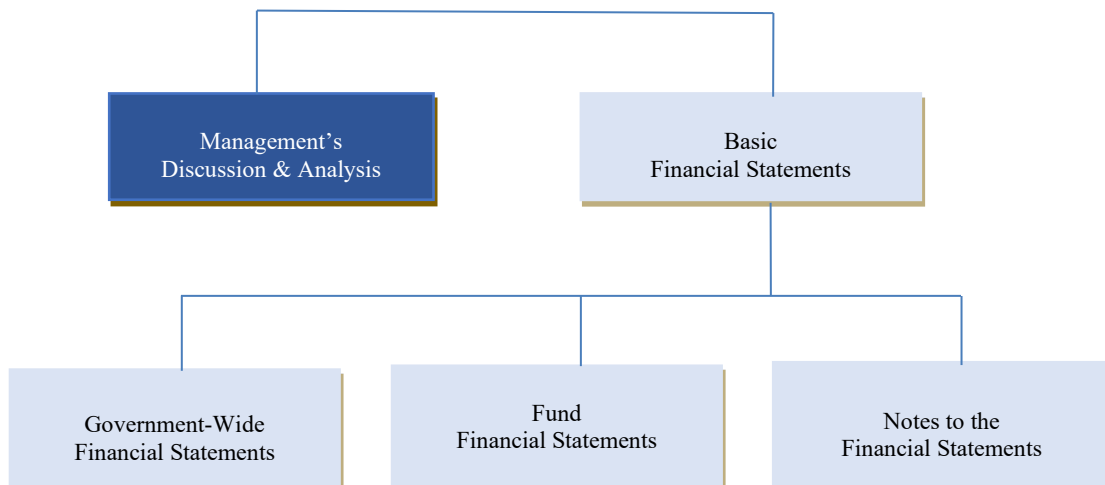 Management’s
Discussion & Analysis
Basic
Financial Statements
Government-Wide
Financial Statements
Fund
Financial Statements
Notes to the
Financial Statements